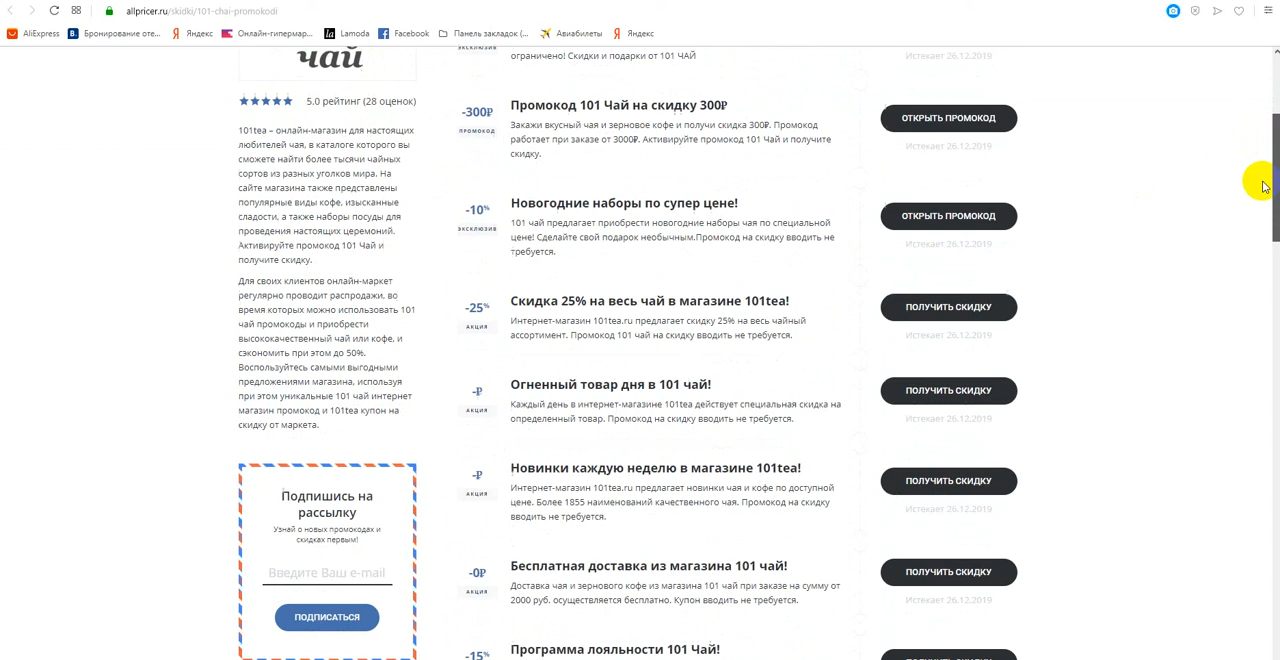 allpricer.ru/skidki/101-chai-promokodi
AliExpress
Бронирование оте...
Яндекс
Онлайн-гипермар...
Lamoda
Facebook
Панель закладок (...
Авиабилеты
Яндекс
чай
5.0 рейтинг (28 оценок)
101tea – онлайн-магазин для настоящих
любителей чая, в каталоге которого вы
сможете найти более тысячи чайных
сортов из разных уголков мира. На
сайте магазина также представлены
популярные виды кофе, изысканные
сладости, а также наборы посуды для
проведения настоящих церемоний.
Активируйте промокод 101 Чай и
получите скидку.
Для своих клиентов онлайн-маркет
регулярно проводит распродажи, во
время которых можно использовать 101
чай промокоды и приобрести
высококачественный чай или кофе, и
сэкономить при этом до 50%.
Воспользуйтесь самыми выгодными
предложениями магазина, используя
при этом уникальные 101 чай интернет
магазин промокод и 101tea купон на
скидку от маркета.
Подпишись на
рассылку
Узнай о новых промокодах и
скидках первым!
Введите Ваш e-mail
ПОДПИСАТЬСЯ
ЭКСКЛЮЗИВ
ограничено! Скидки и подарки от 101 ЧАЙ
Истекает 26.12.2019
-300₽
ПРОМОКОД
Промокод 101 Чай на скидку 300₽
Закажи вкусный чая и зерновое кофе и получи скидка 300₽. Промокод
работает при заказе от 3000₽. Активируйте промокод 101 Чай и получите
скидку.
ОТКРЫТЬ ПРОМОКОД
Истекает 26.12.2019
-10%
ЭКСКЛЮЗИВ
Новогодние наборы по супер цене!
101 чай предлагает приобрести новогодние наборы чая по специальной
цене! Сделайте свой подарок необычным.Промокод на скидку вводить не
требуется.
ОТКРЫТЬ ПРОМОКОД
Истекает 26.12.2019
-25%
АКЦИЯ
Скидка 25% на весь чай в магазине 101tea!
Интернет-магазин 101tea.ru предлагает скидку 25% на весь чайный
ассортимент. Промокод 101 чай на скидку вводить не требуется.
ПОЛУЧИТЬ СКИДКУ
Истекает 26.12.2019
-₽
АКЦИЯ
Огненный товар дня в 101 чай!
Каждый день в интернет-магазине 101tea действует специальная скидка на
определенный товар. Промокод на скидку вводить не требуется.
ПОЛУЧИТЬ СКИДКУ
Истекает 26.12.2019
-₽
АКЦИЯ
Новинки каждую неделю в магазине 101tea!
Интернет-магазин 101tea.ru предлагает новинки чая и кофе по доступной
цене. Более 1855 наименований качественного чая. Промокод на скидку
вводить не требуется.
ПОЛУЧИТЬ СКИДКУ
Истекает 26.12.2019
-0₽
АКЦИЯ
Бесплатная доставка из магазина 101 чай!
Доставка чая и зернового кофе из магазина 101 чай при заказе на сумму от
2000 руб. осуществляется бесплатно. Купон вводить не требуется.
ПОЛУЧИТЬ СКИДКУ
Истекает 26.12.2019
-15%
Программа лояльности 101 Чай!
ПОЛУЧИТЬ СКИДКУ